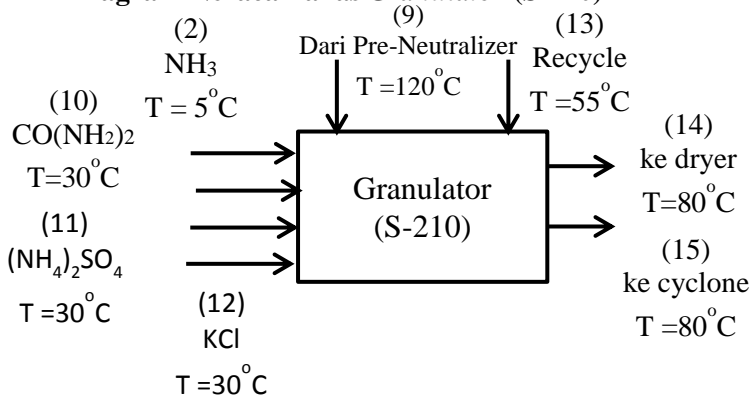 (2)
NH3
T = 5°C
(9)
Dari Pre-Neutralizer
T =120°C
(13)
Recycle
T =55°C
(10)
CO(NH2)2
T=30°C
(11)
(NH4)2SO4
T =30°C
(12)
KCl
T =30°C
Granulator
(S-210)
(14)
ke dryer
T=80°C
(15)
ke cyclone
T =80°C